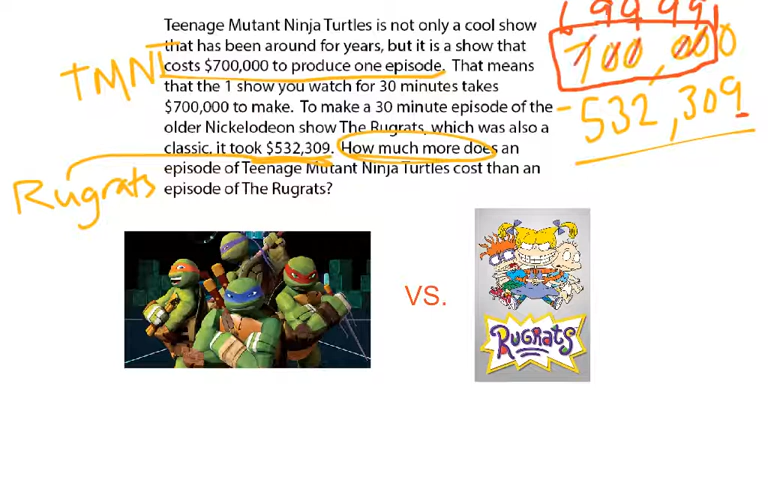 Teenage Mutant Ninja Turtles is not only a cool show
that has been around for years, but it is a show that
costs $700,000 to produce one episode. That means
that the 1 show you watch for 30 minutes takes
$700,000 to make. To make a 30 minute episode of the
older Nickelodeon show The Rugrats, which was also a
classic, it took $532,309. How much more does an
episode of Teenage Mutant Ninja Turtles cost than an
episode of The Rugrats?
TMNT
Rugrats
9999
700,000
-532,309
VS.
RUGRATS